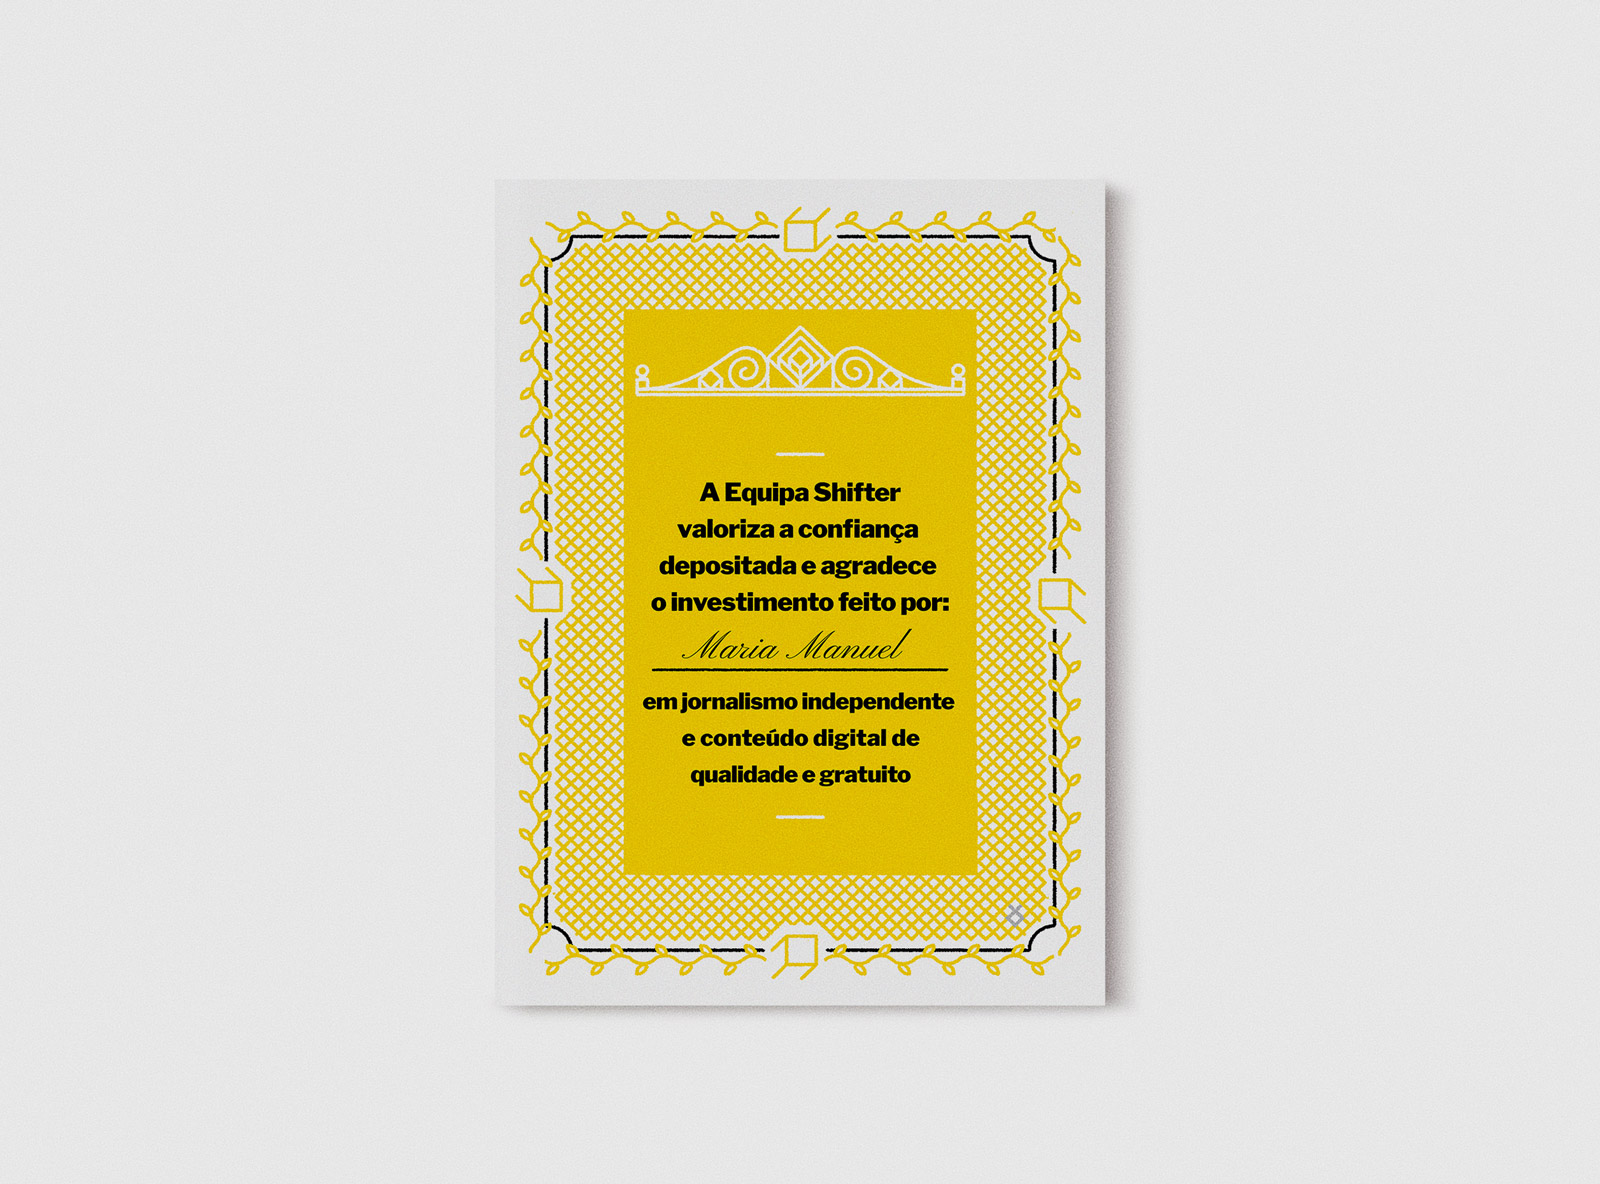 A Equipa Shifter
valoriza a confiança
depositada e agradece
o investimento feito por:
Maria Manuel
em jornalismo independente
e conteúdo digital de
qualidade e gratuito